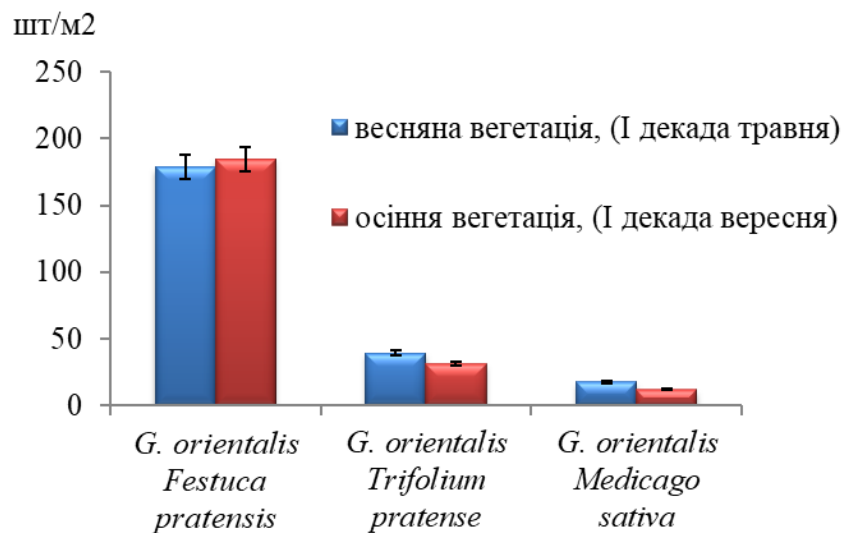 шт/м2
250
200
150
100
50
0
весняна вегетація, (І декада травня)
осіння вегетація, (І декада вересня)
G. orientalis
Festuca
pratensis
G. orientalis
Trifolium
pratense
G. orientalis
Medicago
sativa